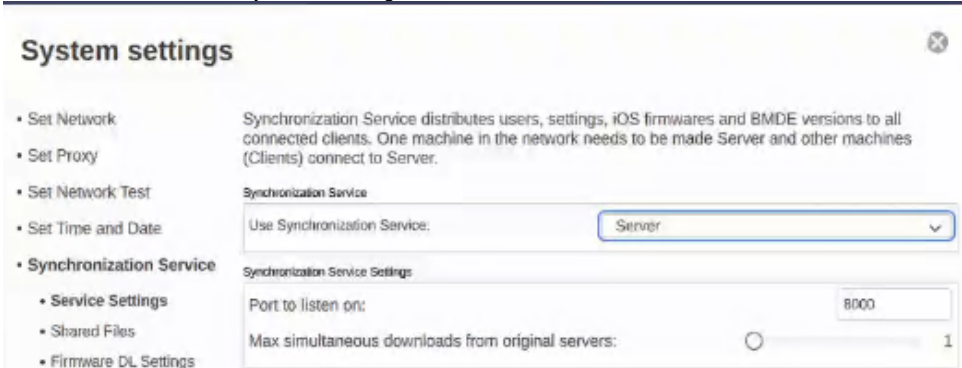 System settings
• Set Network
• Set Proxy
• Set Network Test
• Set Time and Date
• Synchronization Service
• Service Settings
• Shared Files
• Firmware DL Settings
Synchronization Service distributes users, settings, iOS firmwares and BMDE versions to all
connected clients. One machine in the network needs to be made Server and other machines
(Clients) connect to Server.
Synchronization Service
Use Synchronization Service: Server
Synchronization Service Settings
Port to listen on: 8000
Max simultaneous downloads from original servers: 1